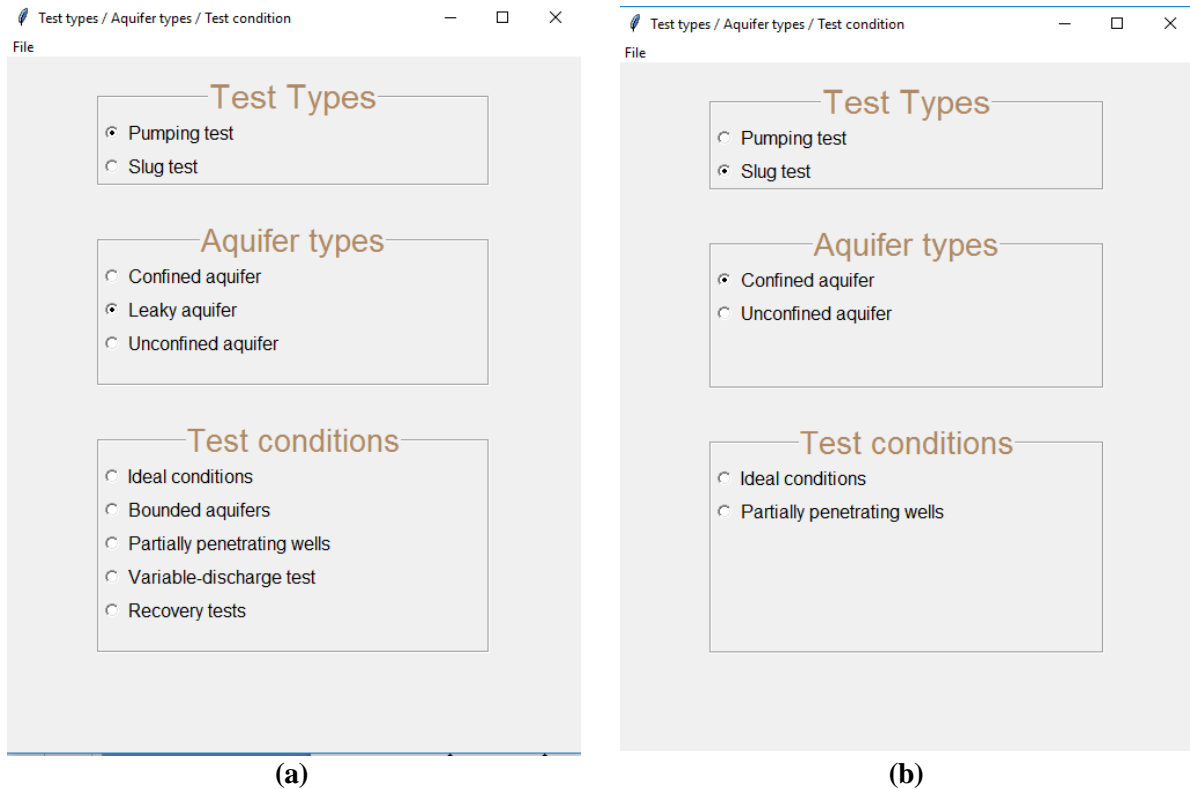 Test types / Aquifer types / Test condition
File
Test Types
Pumping test
Slug test
Aquifer types
Confined aquifer
Leaky aquifer
Unconfined aquifer
Test conditions
Ideal conditions
Bounded aquifers
Partially penetrating wells
Variable-discharge test
Recovery tests
(a)
Test types / Aquifer types / Test condition
File
Test Types
Pumping test
Slug test
Aquifer types
Confined aquifer
Unconfined aquifer
Test conditions
Ideal conditions
Partially penetrating wells
(b)